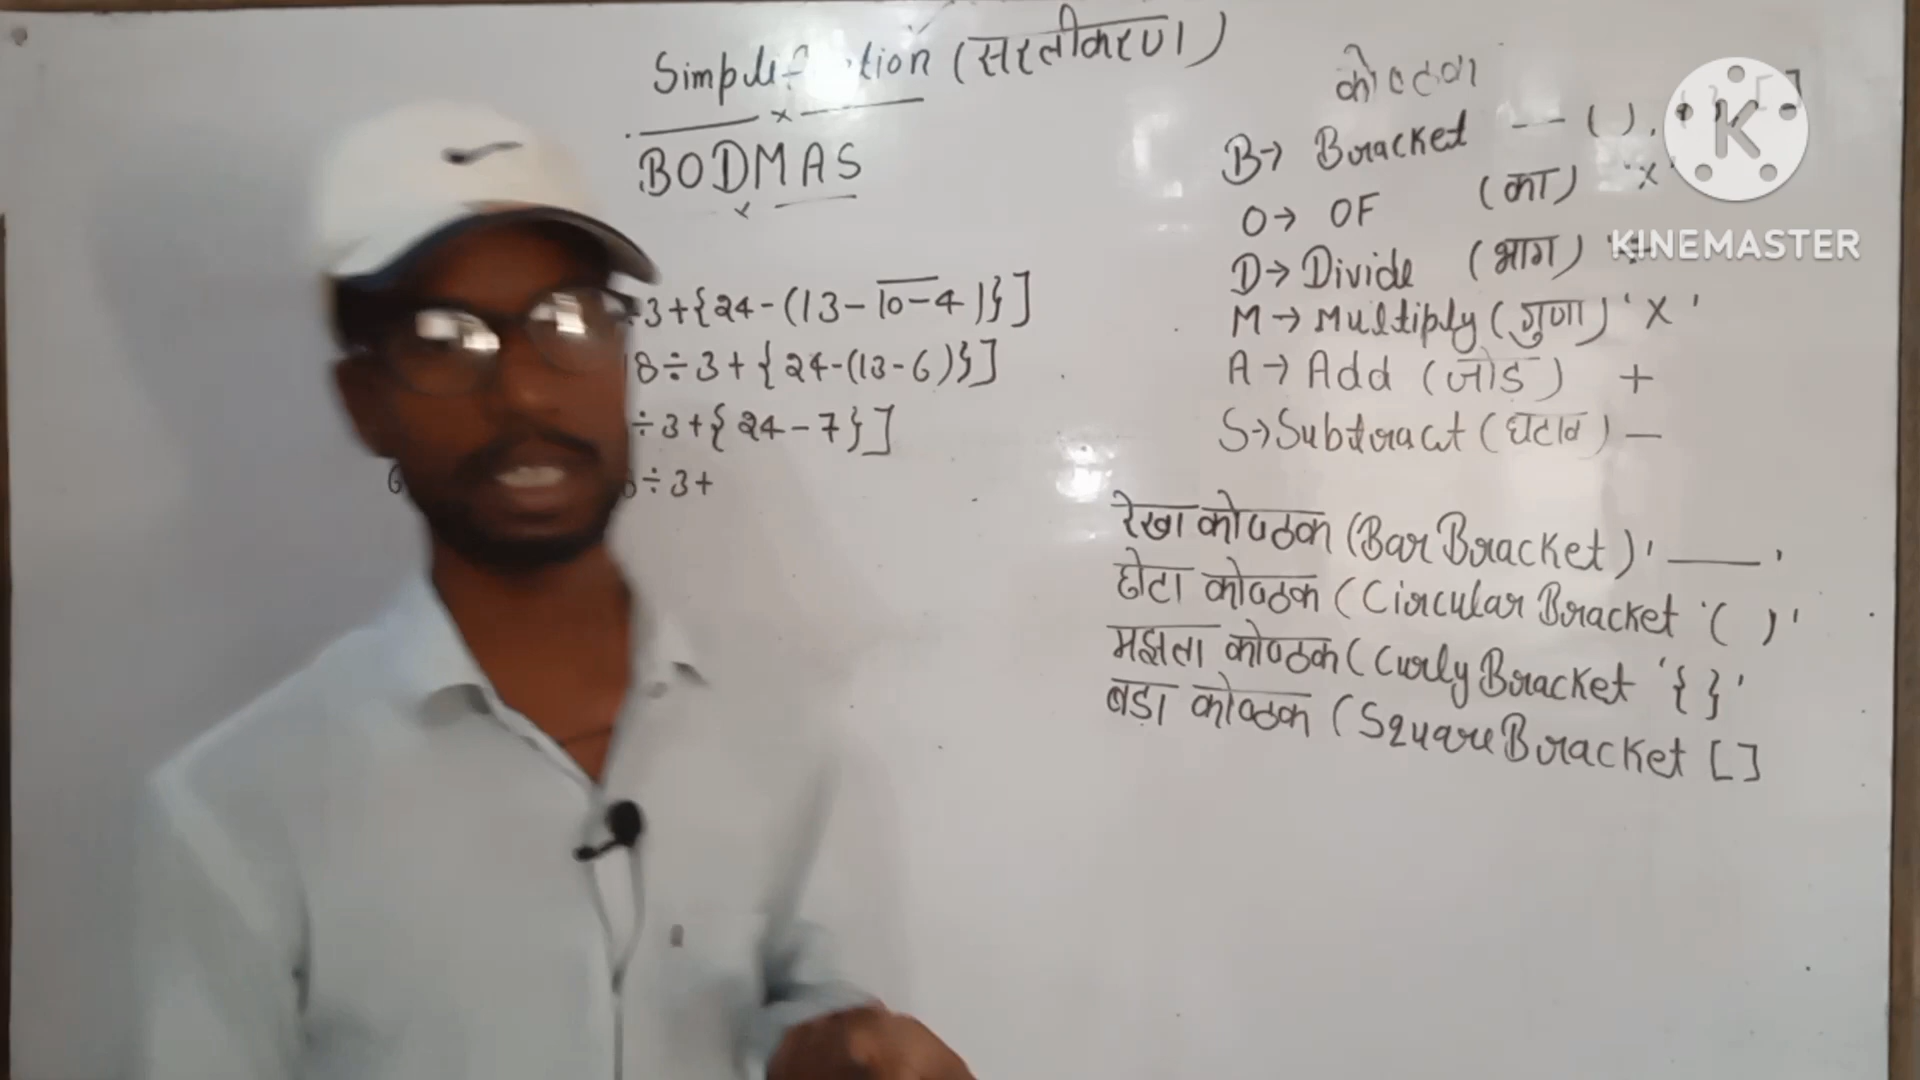 Simplification (सरलीकरण)
BODMAS
÷3+{24-(13-10-4)}]
18÷3+{24-(13-6)}]
÷3+{24-7}]
6 8÷3+
कोष्ठक
B→ Bracket — ( ), { }, [ ]
O→ OF (का) 'x'
D→ Divide (भाग) ÷
M→ Multiply (गुणा) 'X'
A→ Add (जोड) +
S→ Subtract (घटाव) —
रेखा कोष्ठक (Bar Bracket) '——'
छोटा कोष्ठक (Circular Bracket '( )'
मझला कोष्ठक (Curly Bracket '{ }'
बड़ा कोष्ठक (Square Bracket [ ]
K
KINEMASTER